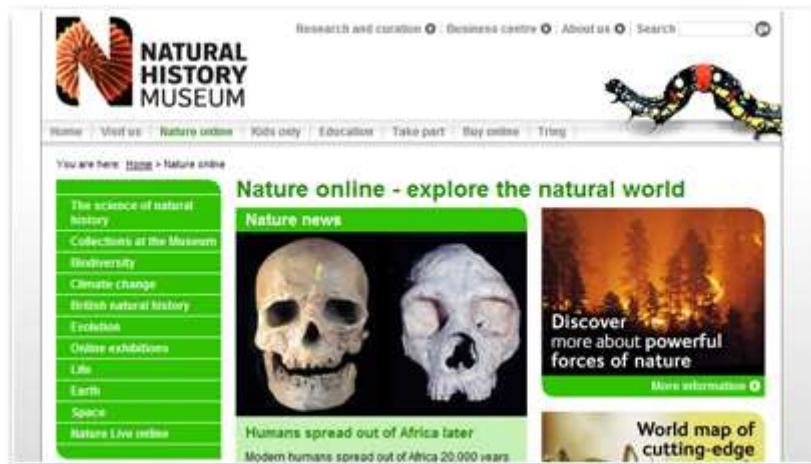 Research and curation
Business centre
About us
Search
NATURAL
HISTORY
MUSEUM
Home
Visit us
Nature online
Kids only
Education
Take part
Buy online
Tring
You are here: Home > Nature online
The science of natural
history
Collections at the Museum
Biodiversity
Climate change
British natural history
Evolution
Online exhibitions
Life
Earth
Space
Nature Live online
Nature online - explore the natural world
Nature news
Humans spread out of Africa later
Modern humans spread out of Africa 20,000 years
Discover
more about powerful
forces of nature
More information
World map of
cutting-edge